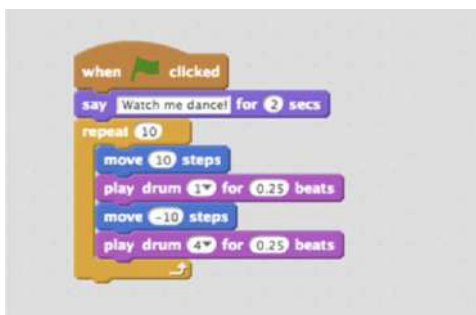 when clicked
say Watch me dance! for 2 secs
repeat 10
move 10 steps
play drum 1 for 0.25 beats
move -10 steps
play drum 4 for 0.25 beats